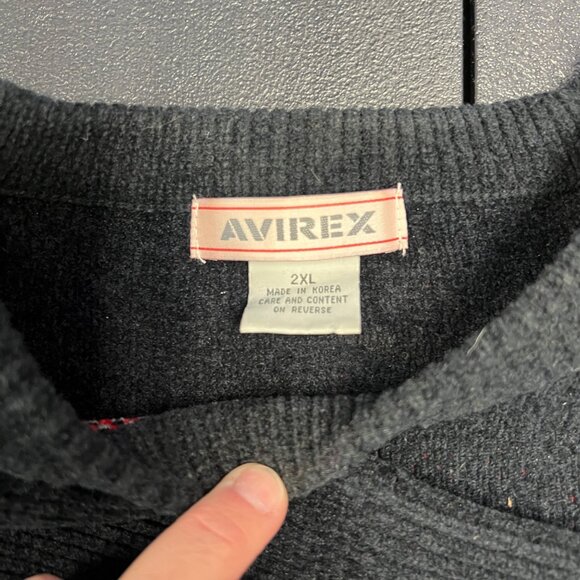 AVIREX
2XL
MADE IN KOREA
CARE AND CONTENT
ON REVERSE